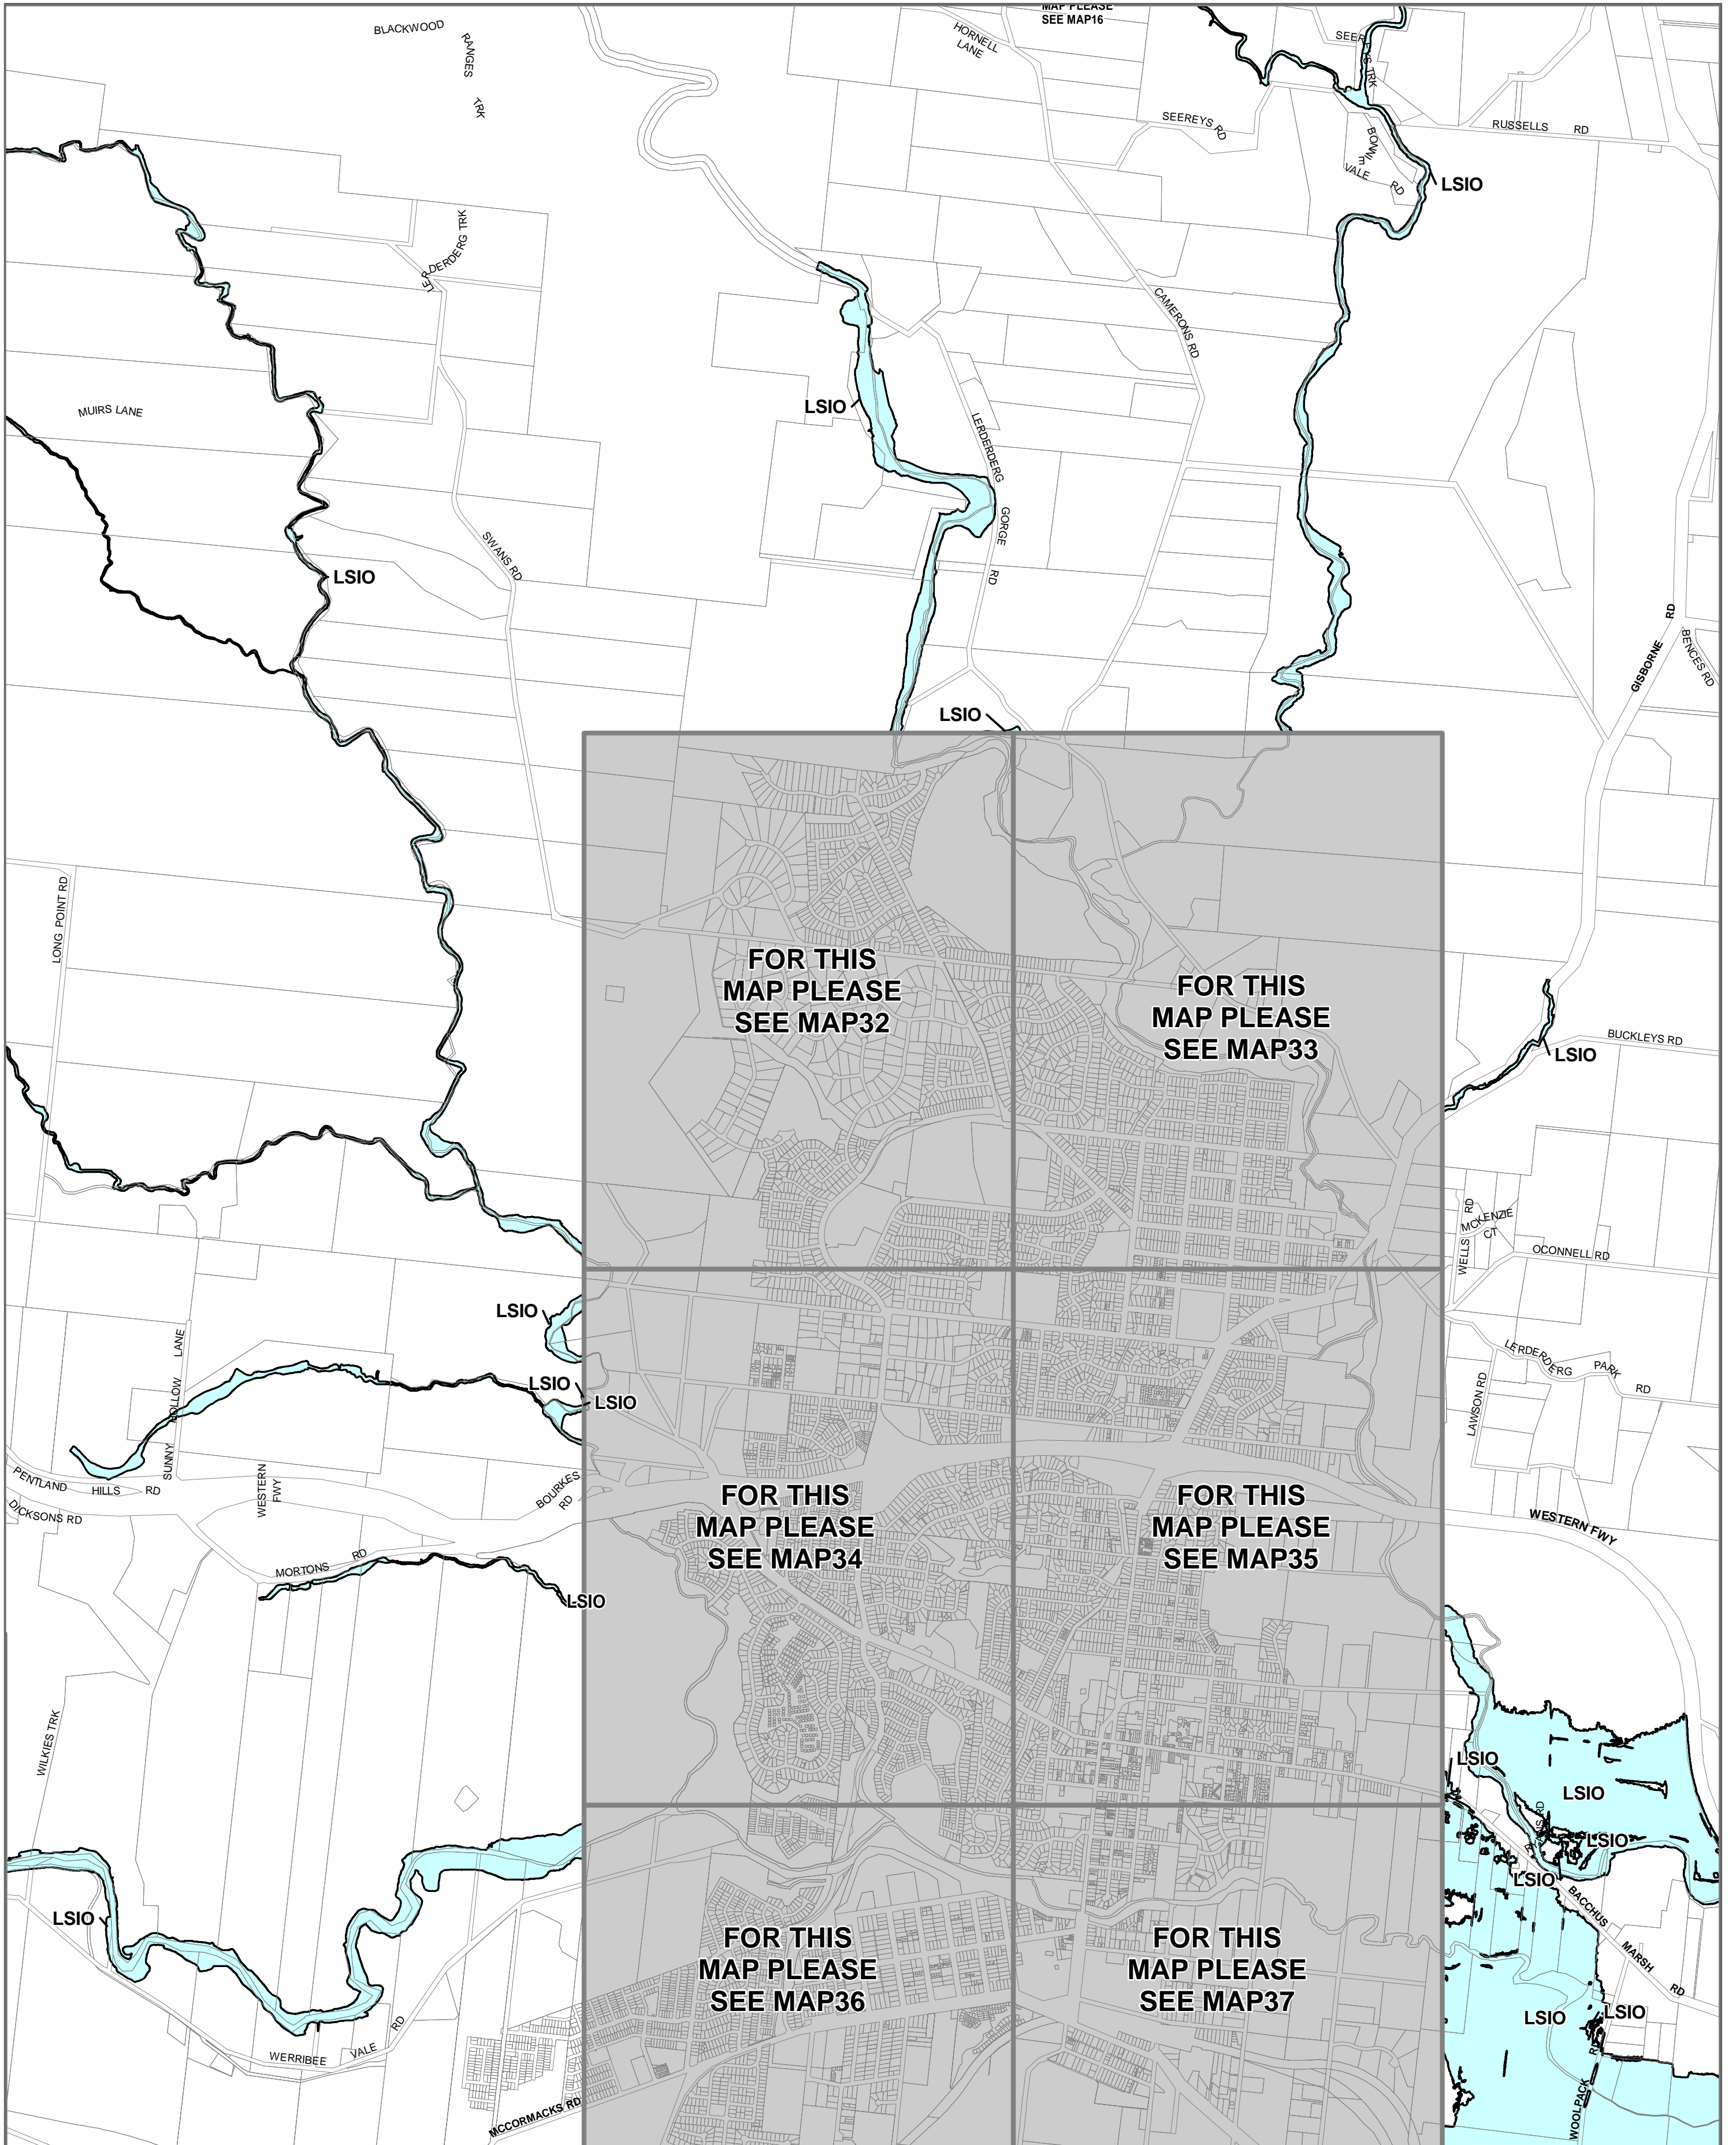 MAP PLEASE
SEE MAP16
BLACKWOOD
RANGES
TRK
HORNELL
LANE
SEEREYS TRK
SEEREYS RD
RUSSELLS RD
BONNIE
VALE RD
LSIO
LERDERDERG TRK
CAMERONS RD
MUIRS LANE
LSIO
LERDERDERG
GORGE
RD
SWANS RD
LSIO
GISBORNE RD
BENCES RD
LSIO
LONG POINT RD
FOR THIS
MAP PLEASE
SEE MAP32
FOR THIS
MAP PLEASE
SEE MAP33
BUCKLEYS RD
LSIO
WELLS RD
MCKENZIE
CT
OCONNELL RD
LSIO
SUNNY HOLLOW LANE
LSIO
LSIO
LERDERDERG PARK RD
LAWSON RD
PENTLAND HILLS RD
DICKSONS RD
WESTERN
FWY
BOURKES
RD
FOR THIS
MAP PLEASE
SEE MAP34
FOR THIS
MAP PLEASE
SEE MAP35
WESTERN FWY
MORTONS RD
LSIO
WILKIES TRK
LSIO
LSIO
LSIO
LSIO
BACCHUS
MARSH
RD
LSIO
FOR THIS
MAP PLEASE
SEE MAP36
FOR THIS
MAP PLEASE
SEE MAP37
LSIO
LSIO
WERRIBEE VALE RD
MCCORMACKS RD
WOOLPACK RD